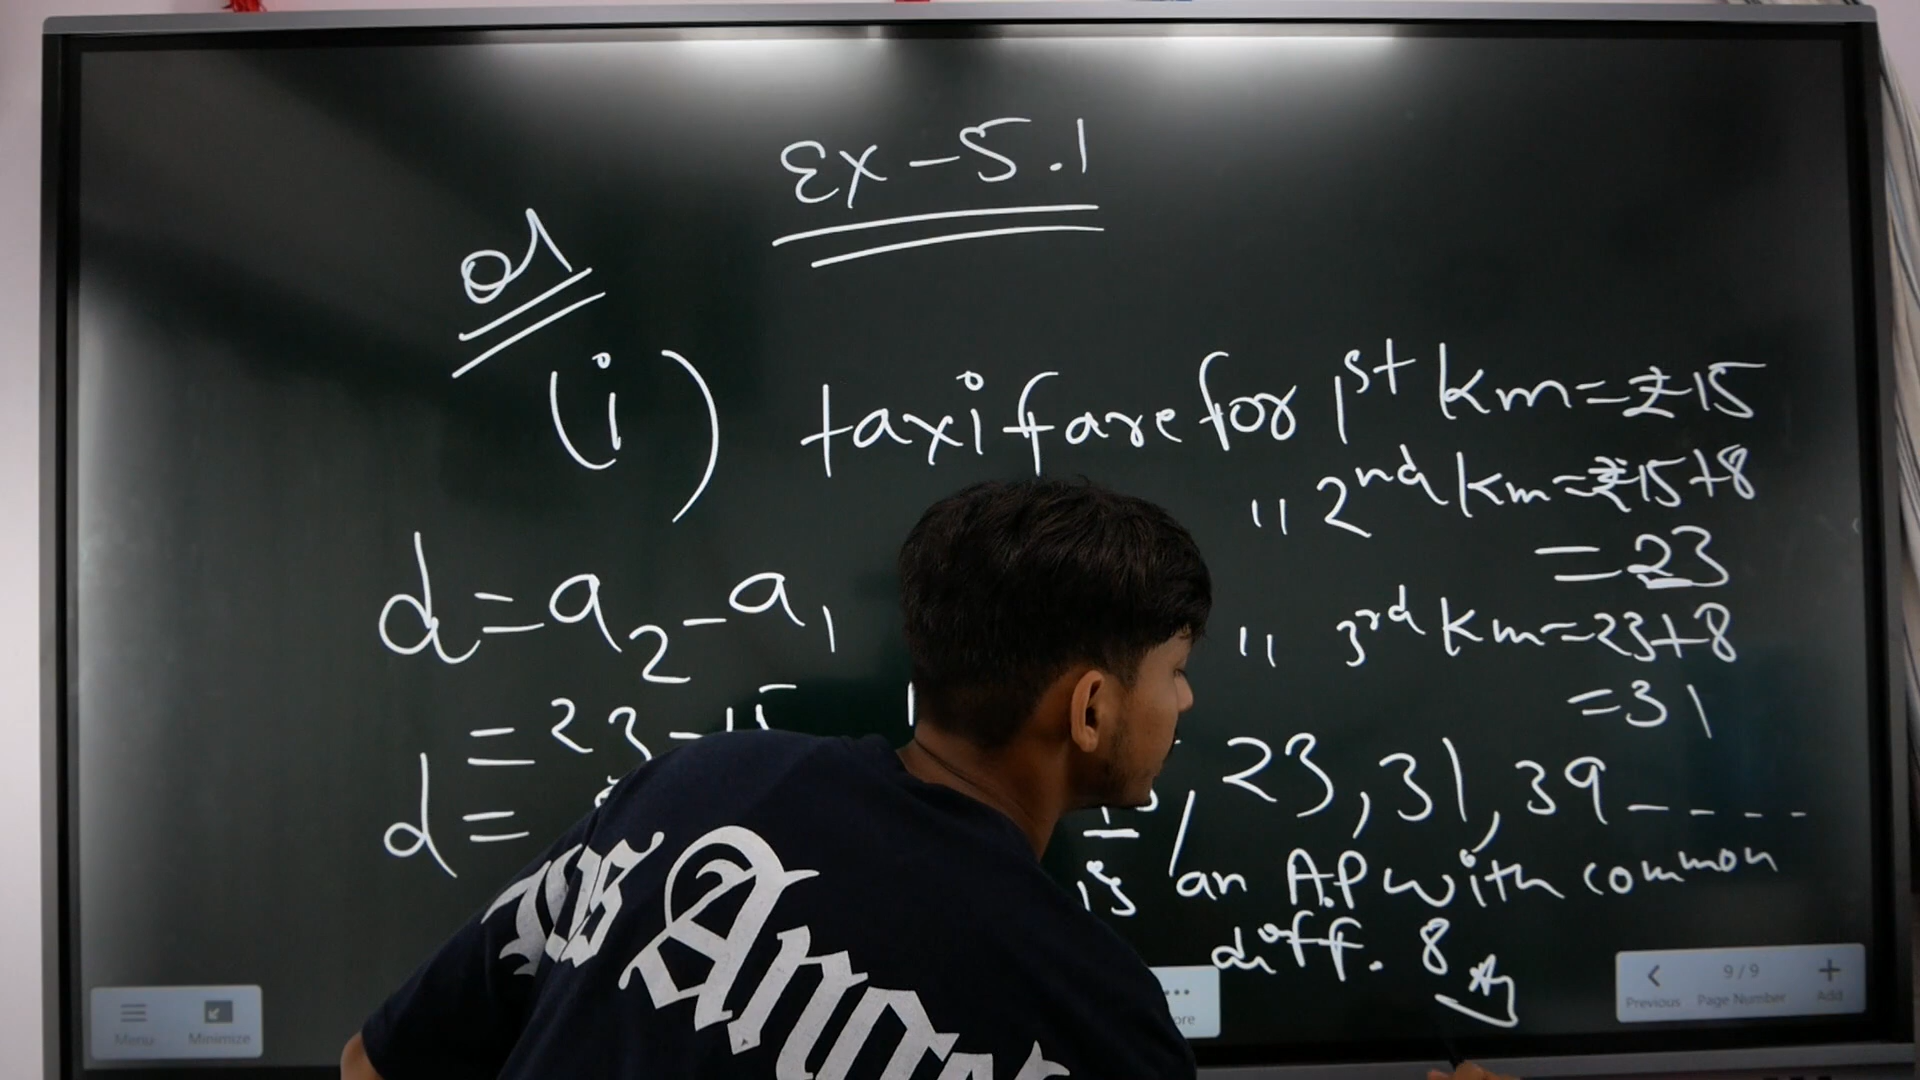 Ex-5.1
Q1
(i) taxi fare for 1st km = ₹15
" 2nd km = ₹15+8
= 23
" 3rd km = 23+8
= 31
d = a2 - a1
= 23-15
d =
, 23, 31, 39 - - - -
is an A.P with common
diff. 8
Menu
Minimize
Previous
9/9
Page Number
Add